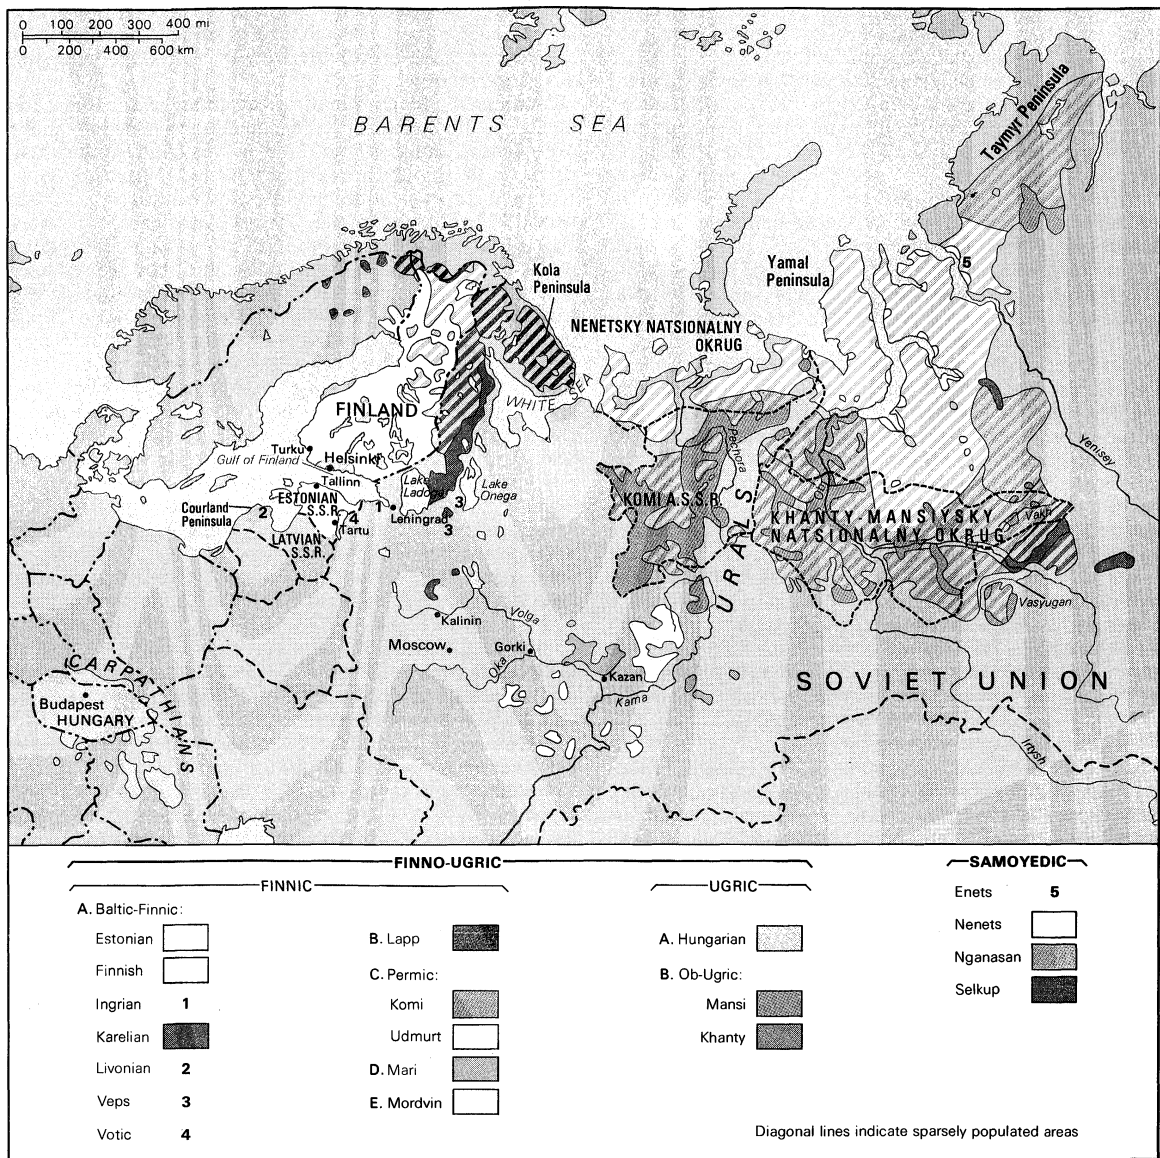 0 100 200 300 400 mi
0 200 400 600 km
BARENTS SEA
Taymyr Peninsula
5
Yamal
Peninsula
Kola
Peninsula
NENETSKY NATSIONALNY
OKRUG
WHITE SEA
FINLAND
Turku
Helsinki
Gulf of Finland
Tallinn
Lake
Ladoga
Lake
Onega
Pechora
Yenisey
KOMI A.S.S.R.
Ob
Courland
Peninsula
2
ESTONIAN
S.S.R.
4
1
Leningrad
3
3
Tartu
LATVIAN
S.S.R.
URALS
KHANTY-MANSIYSKY
NATSIONALNY OKRUG
Vakh
Vasyugan
Kalinin
Volga
Moscow
Gorki
Oka
Kazan
Kama
SOVIET UNION
CARPATHIANS
Budapest
HUNGARY
Irtysh
FINNO-UGRIC
SAMOYEDIC
FINNIC
UGRIC
Enets 5
A. Baltic-Finnic:
Nenets
Estonian
B. Lapp
A. Hungarian
Nganasan
Finnish
C. Permic:
B. Ob-Ugric:
Selkup
Ingrian 1
Komi
Mansi
Karelian
Udmurt
Khanty
Livonian 2
D. Mari
Veps 3
E. Mordvin
Votic 4
Diagonal lines indicate sparsely populated areas